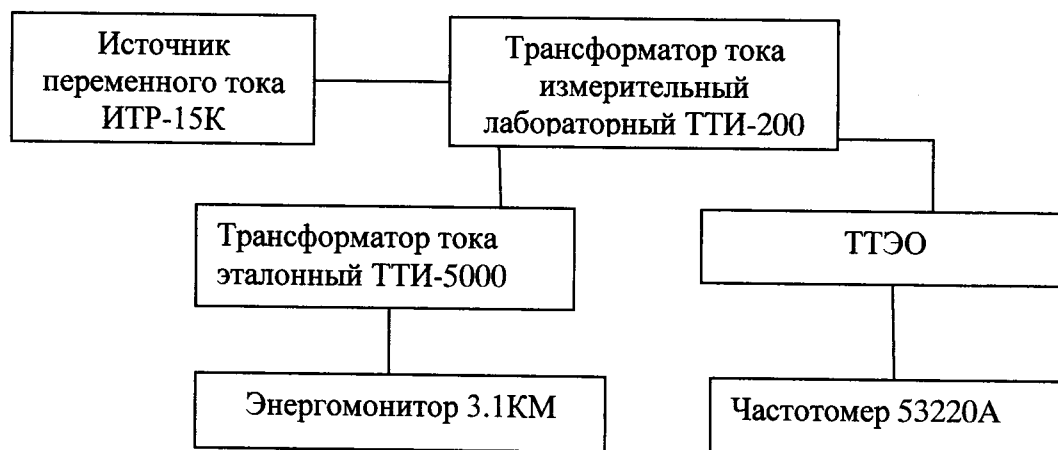 Источник
переменного тока
ИТР-15К
Трансформатор тока
измерительный
лабораторный ТТИ-200
Трансформатор тока
эталонный ТТИ-5000
ТТЭО
Энергомонитор 3.1КМ
Частотомер 53220А